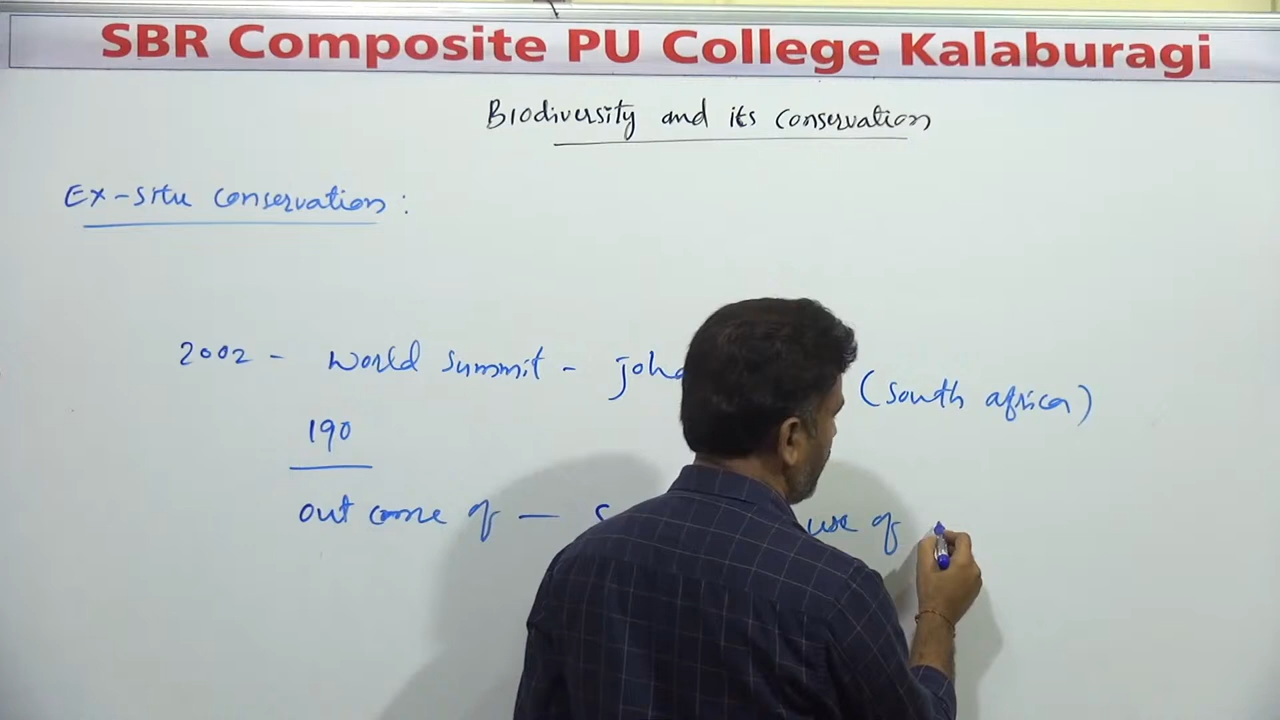 SBR Composite PU College Kalaburagi
Biodiversity and its conservation
Ex-situ conservation :
2002 - World summit - (south africa)
190
out come of — use of